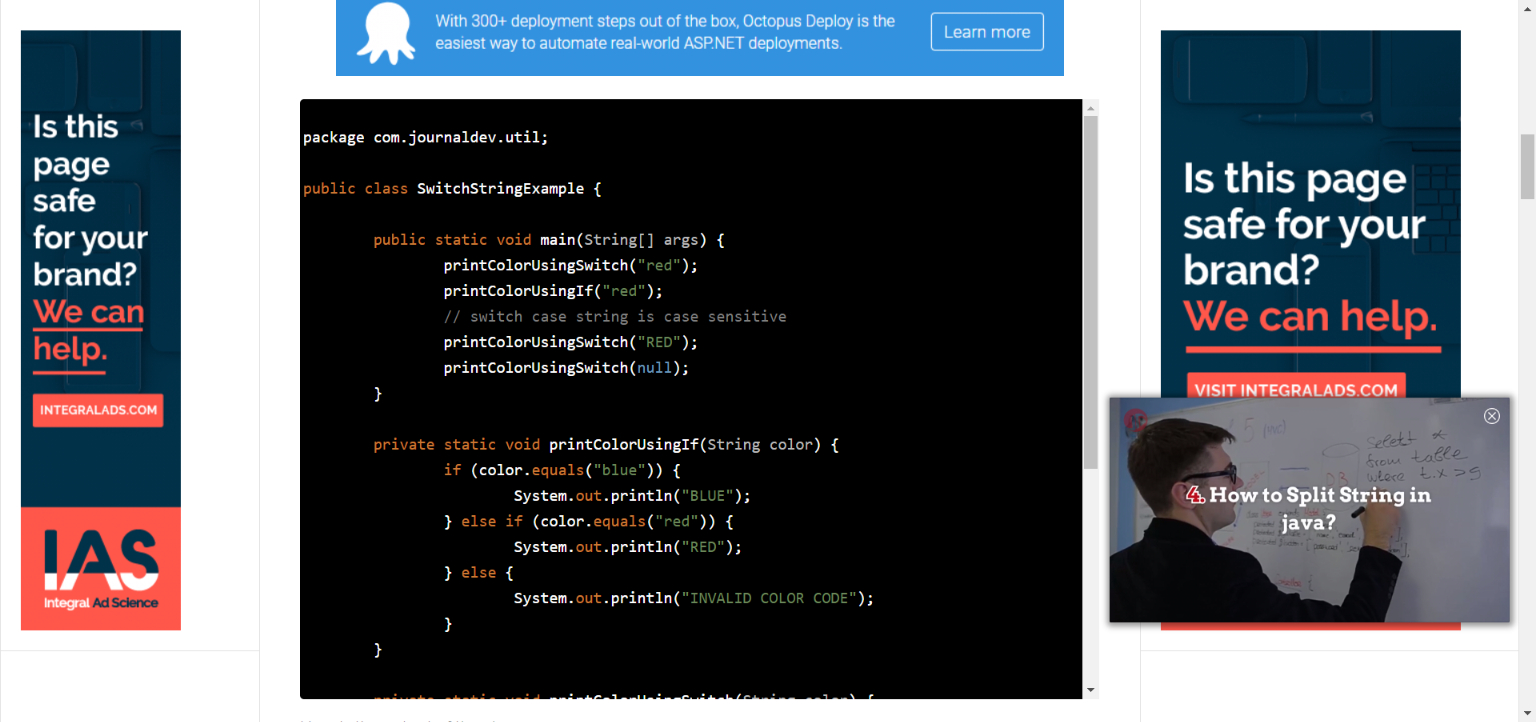 With 300+ deployment steps out of the box, Octopus Deploy is the
easiest way to automate real-world ASP.NET deployments.
Learn more
Is this
page
safe
for your
brand?
We can
help.
INTEGRALADS.COM
IAS
Integral Ad Science
package com.journaldev.util;
public class SwitchStringExample {
public static void main(String[] args) {
printColorUsingSwitch("red");
printColorUsingIf("red");
// switch case string is case sensitive
printColorUsingSwitch("RED");
printColorUsingSwitch(null);
}
private static void printColorUsingIf(String color) {
if (color.equals("blue")) {
System.out.println("BLUE");
} else if (color.equals("red")) {
System.out.println("RED");
} else {
System.out.println("INVALID COLOR CODE");
}
}
private static void printColorUsingSwitch(String color) {
Is this page
safe for your
brand?
We can help.
VISIT INTEGRALADS.COM
4. How to Split String in
java?
Select *
from table
where t.x > 5